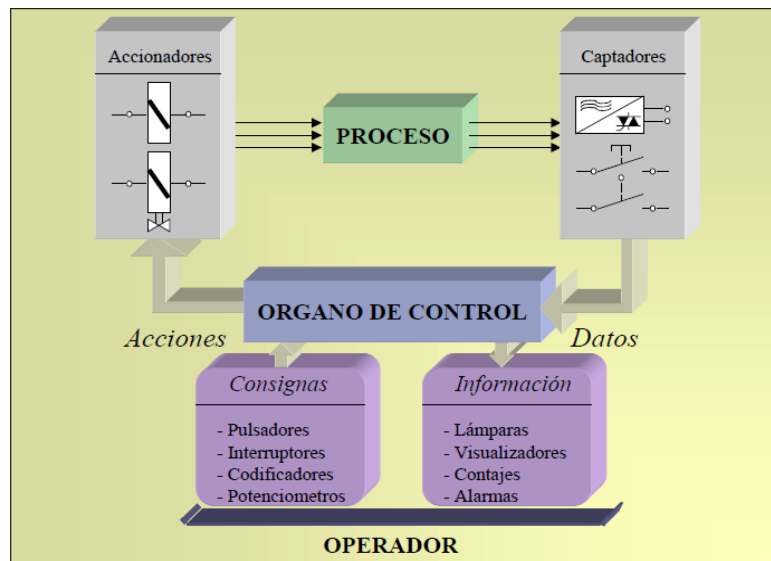 Accionadores
Captadores
PROCESO
ORGANO DE CONTROL
Acciones
Datos
Consignas
- Pulsadores
- Interruptores
- Codificadores
- Potenciometros
Información
- Lámparas
- Visualizadores
- Contajes
- Alarmas
OPERADOR